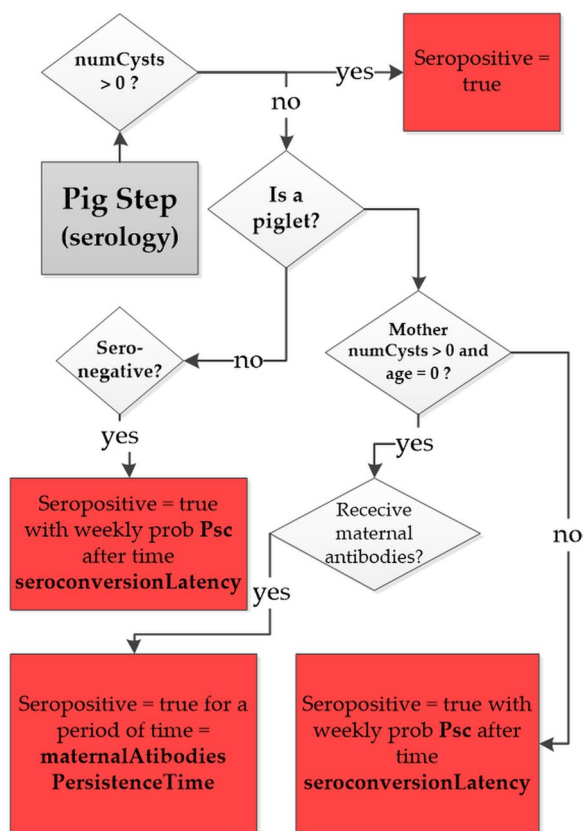 numCysts
> 0 ?
yes
Seropositive =
true
no
Pig Step
(serology)
Is a
piglet?
Sero-
negative?
no
Mother
numCysts > 0 and
age = 0 ?
yes
yes
Seropositive = true
with weekly prob Psc
after time
seroconversionLatency
Rececive
maternal
antibodies?
no
yes
Seropositive = true for a
period of time =
maternalAtibodies
PersistenceTime
Seropositive = true with
weekly prob Psc after
time
seroconversionLatency